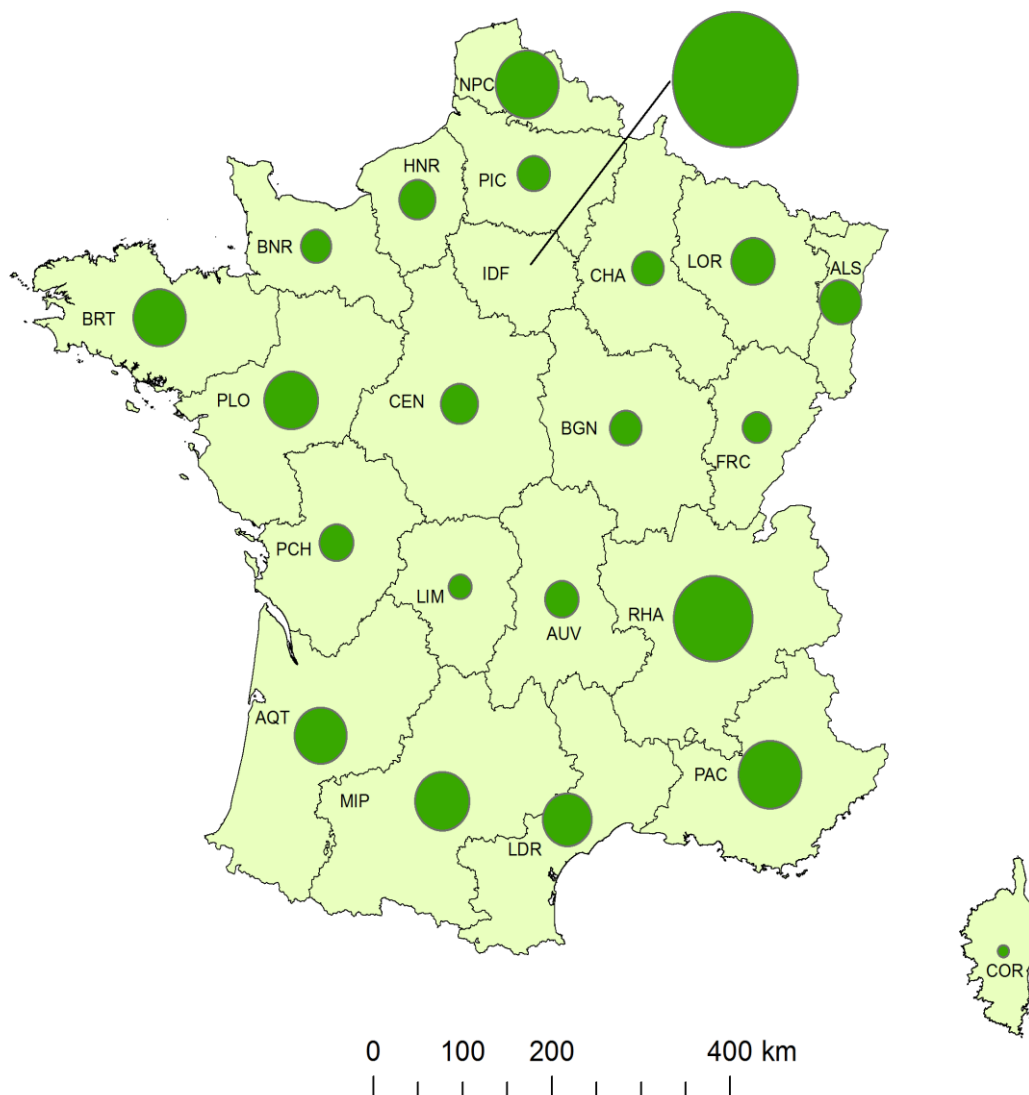 NPC
HNR
PIC
BNR
IDF
CHA
LOR
ALS
BRT
PLO
CEN
BGN
FRC
PCH
LIM
AUV
RHA
AQT
MIP
PAC
LDR
COR
0 100 200 400 km